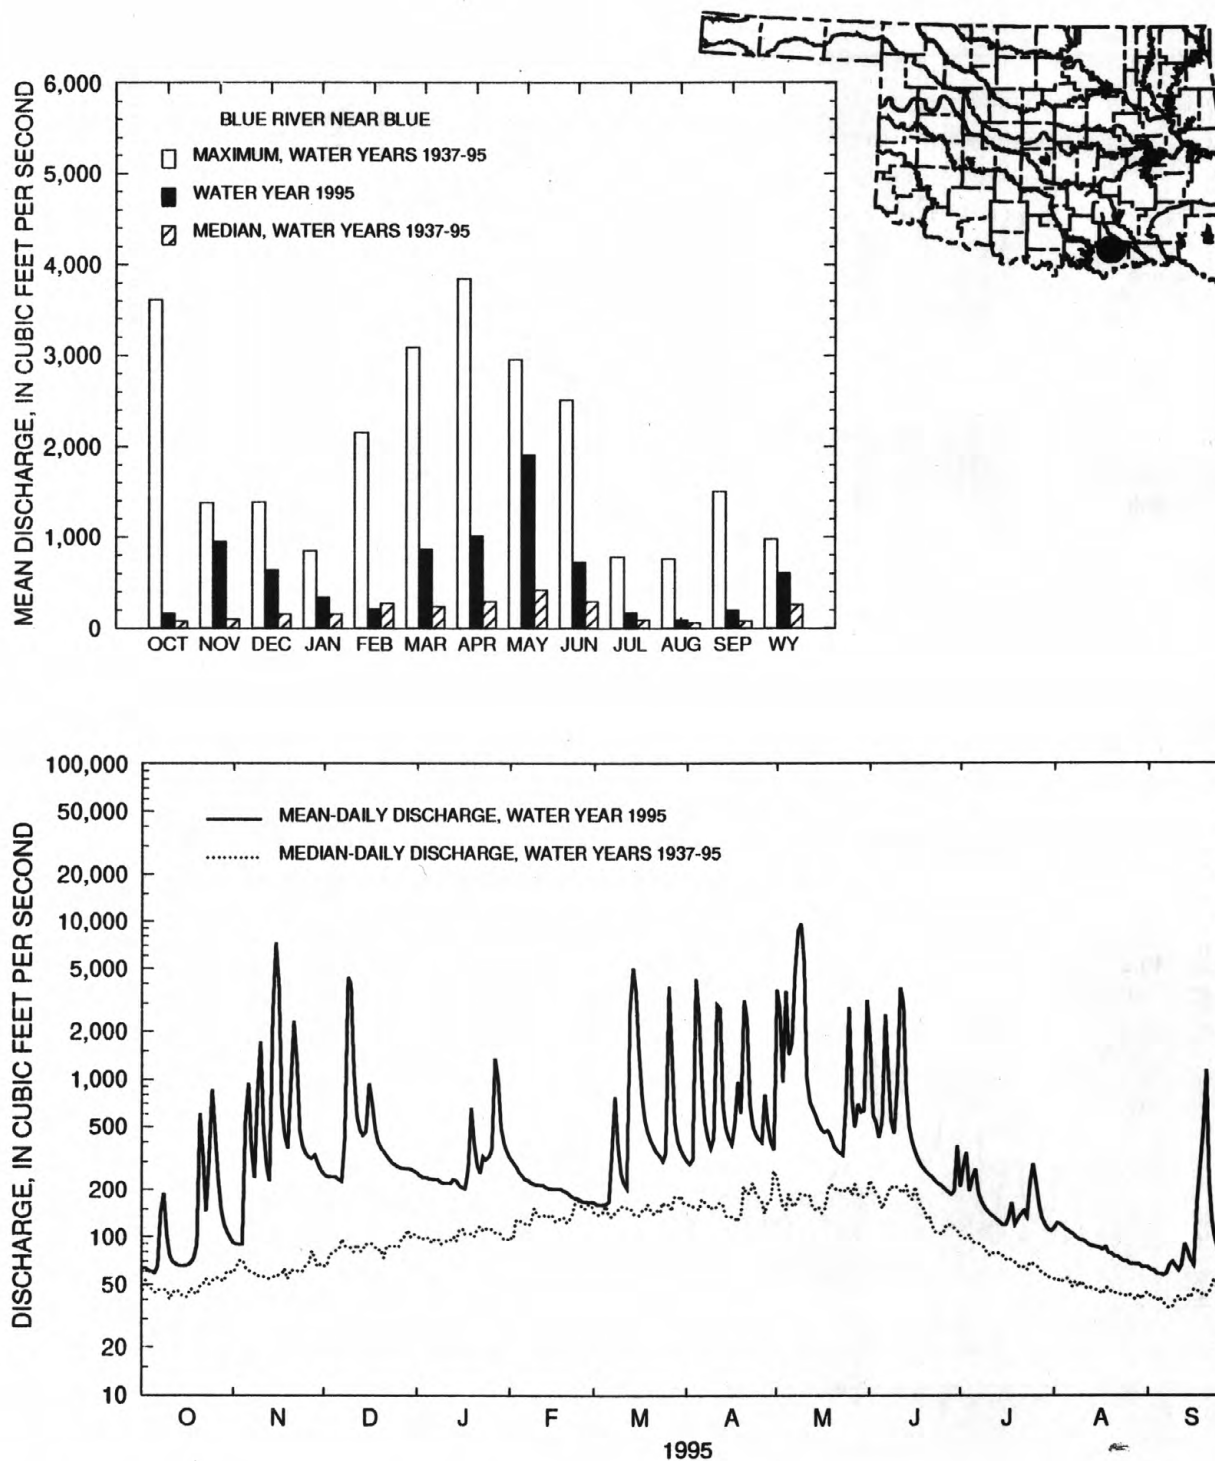 MEAN DISCHARGE, IN CUBIC FEET PER SECOND
6,000
5,000
4,000
3,000
2,000
1,000
0
BLUE RIVER NEAR BLUE
MAXIMUM, WATER YEARS 1937-95
WATER YEAR 1995
MEDIAN, WATER YEARS 1937-95
OCT NOV DEC JAN FEB MAR APR MAY JUN JUL AUG SEP WY
DISCHARGE, IN CUBIC FEET PER SECOND
100,000
50,000
20,000
10,000
5,000
2,000
1,000
500
200
100
50
20
10
MEAN-DAILY DISCHARGE, WATER YEAR 1995
MEDIAN-DAILY DISCHARGE, WATER YEARS 1937-95
O N D J F M A M J J A S
1995